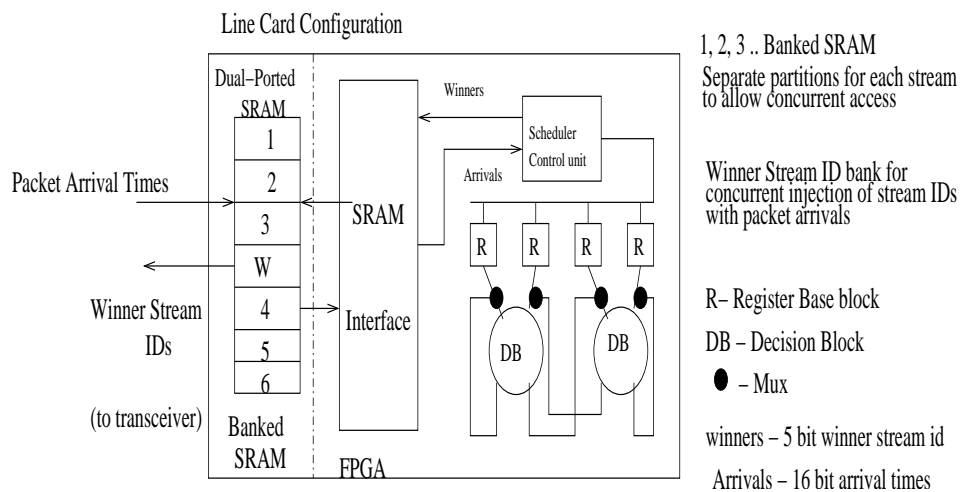 Line Card Configuration
Dual–Ported
SRAM
1
2
3
W
4
5
6
Banked
SRAM
Packet Arrival Times
Winner Stream
IDs
(to transceiver)
SRAM
Interface
FPGA
Winners
Arrivals
Scheduler
Control unit
R
R
R
R
DB
DB
1, 2, 3 .. Banked SRAM
Separate partitions for each stream
to allow concurrent access
Winner Stream ID bank for
concurrent injection of stream IDs
with packet arrivals
R– Register Base block
DB – Decision Block
– Mux
winners – 5 bit winner stream id
Arrivals – 16 bit arrival times